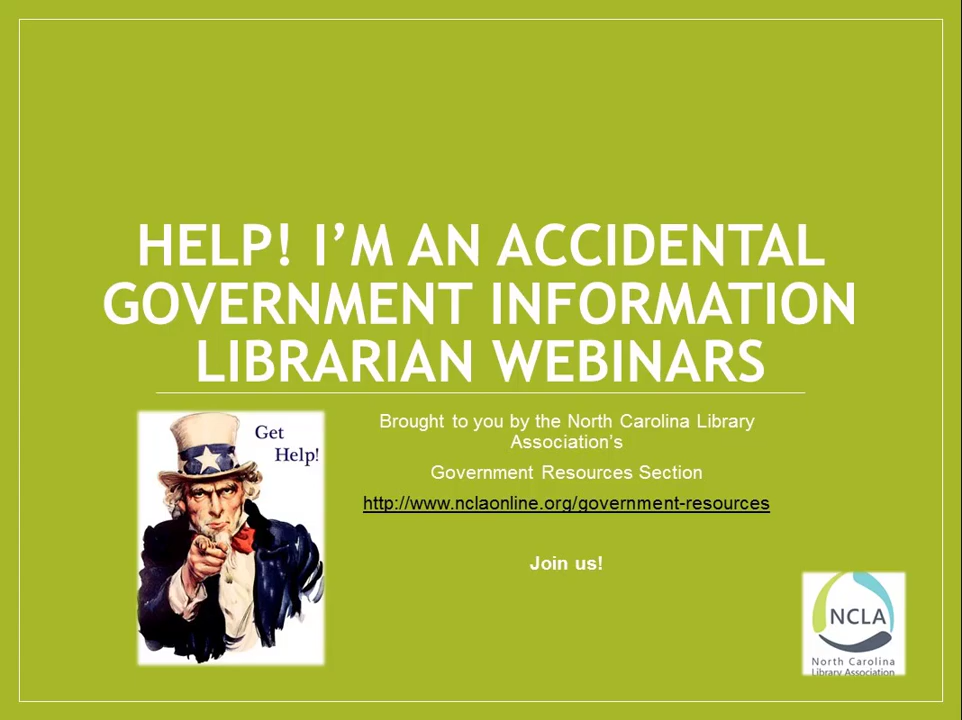 HELP! I’M AN ACCIDENTAL
GOVERNMENT INFORMATION
LIBRARIAN WEBINARS
Get
Help!
Brought to you by the North Carolina Library
Association’s
Government Resources Section
http://www.nclaonline.org/government-resources
Join us!
NCLA
North Carolina
Library Association